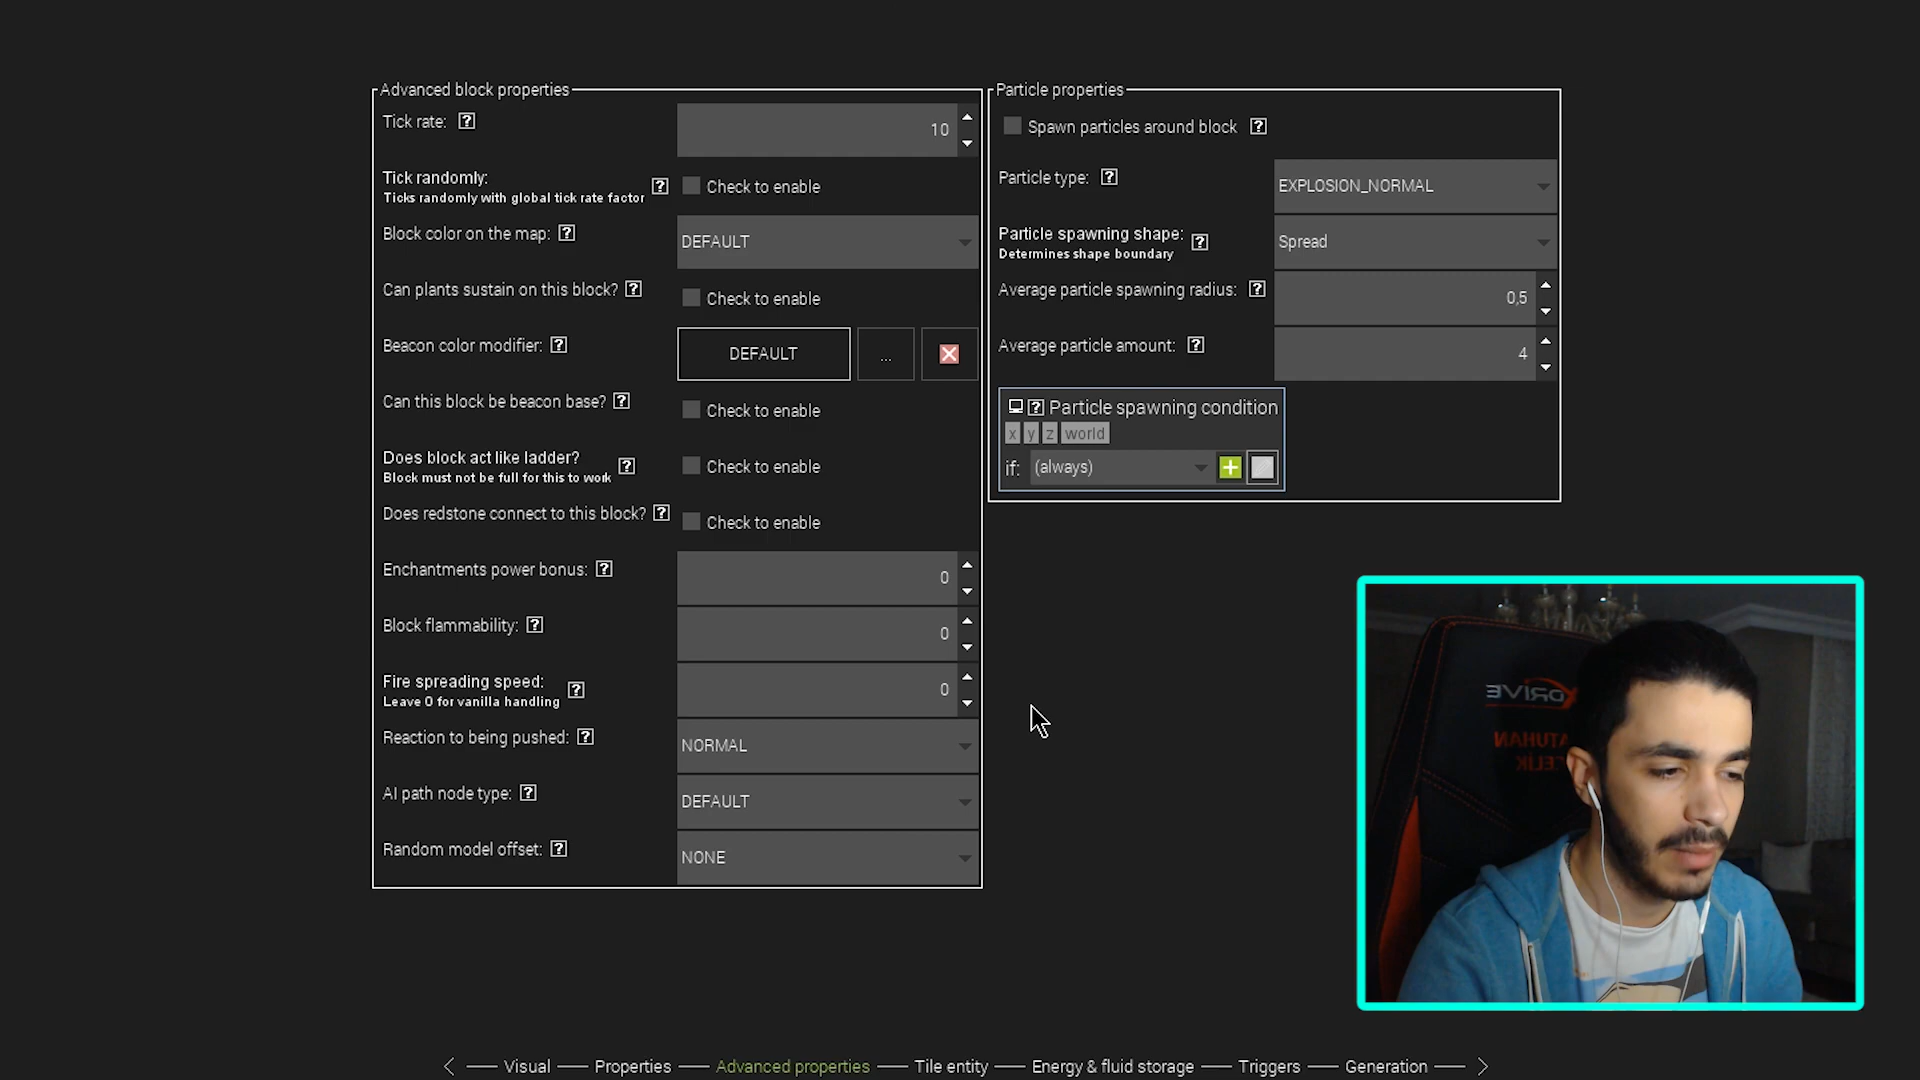 Advanced block properties
Tick rate: ?
10
Tick randomly:
Ticks randomly with global tick rate factor
? Check to enable
Block color on the map: ?
DEFAULT
Can plants sustain on this block? ?
Check to enable
Beacon color modifier: ?
DEFAULT
...
Can this block be beacon base? ?
Check to enable
Does block act like ladder?
Block must not be full for this to work
? Check to enable
Does redstone connect to this block? ?
Check to enable
Enchantments power bonus: ?
0
Block flammability: ?
0
Fire spreading speed:
Leave 0 for vanilla handling
?
0
Reaction to being pushed: ?
NORMAL
AI path node type: ?
DEFAULT
Random model offset: ?
NONE
Particle properties
Spawn particles around block ?
Particle type: ?
EXPLOSION_NORMAL
Particle spawning shape:
Determines shape boundary
?
Spread
Average particle spawning radius: ?
0,5
Average particle amount: ?
4
? Particle spawning condition
x y z world
if: (always)
DRIVE
Visual
Properties
Advanced properties
Tile entity
Energy & fluid storage
Triggers
Generation